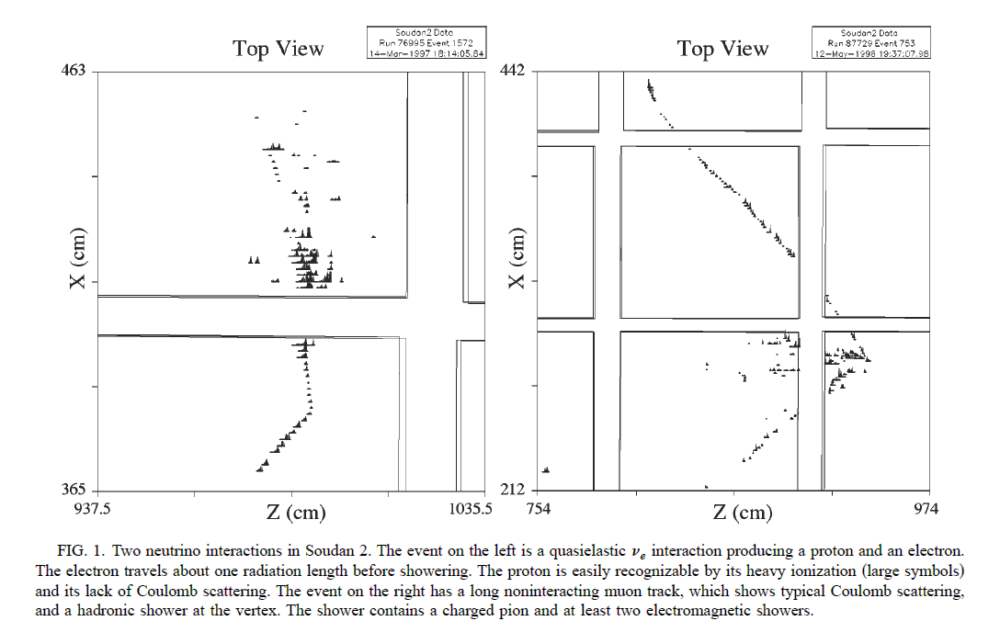 Top View
Soudan2 Data
Run 76995 Event 1572
14-Mar-1997 18:14:05.84
463
X (cm)
365
937.5
Z (cm)
1035.5
Top View
Soudan2 Data
Run 87729 Event 753
12-May-1998 19:37:07.98
442
X (cm)
212
754
Z (cm)
974
FIG. 1. Two neutrino interactions in Soudan 2. The event on the left is a quasielastic νe interaction producing a proton and an electron.
The electron travels about one radiation length before showering. The proton is easily recognizable by its heavy ionization (large symbols)
and its lack of Coulomb scattering. The event on the right has a long noninteracting muon track, which shows typical Coulomb scattering,
and a hadronic shower at the vertex. The shower contains a charged pion and at least two electromagnetic showers.